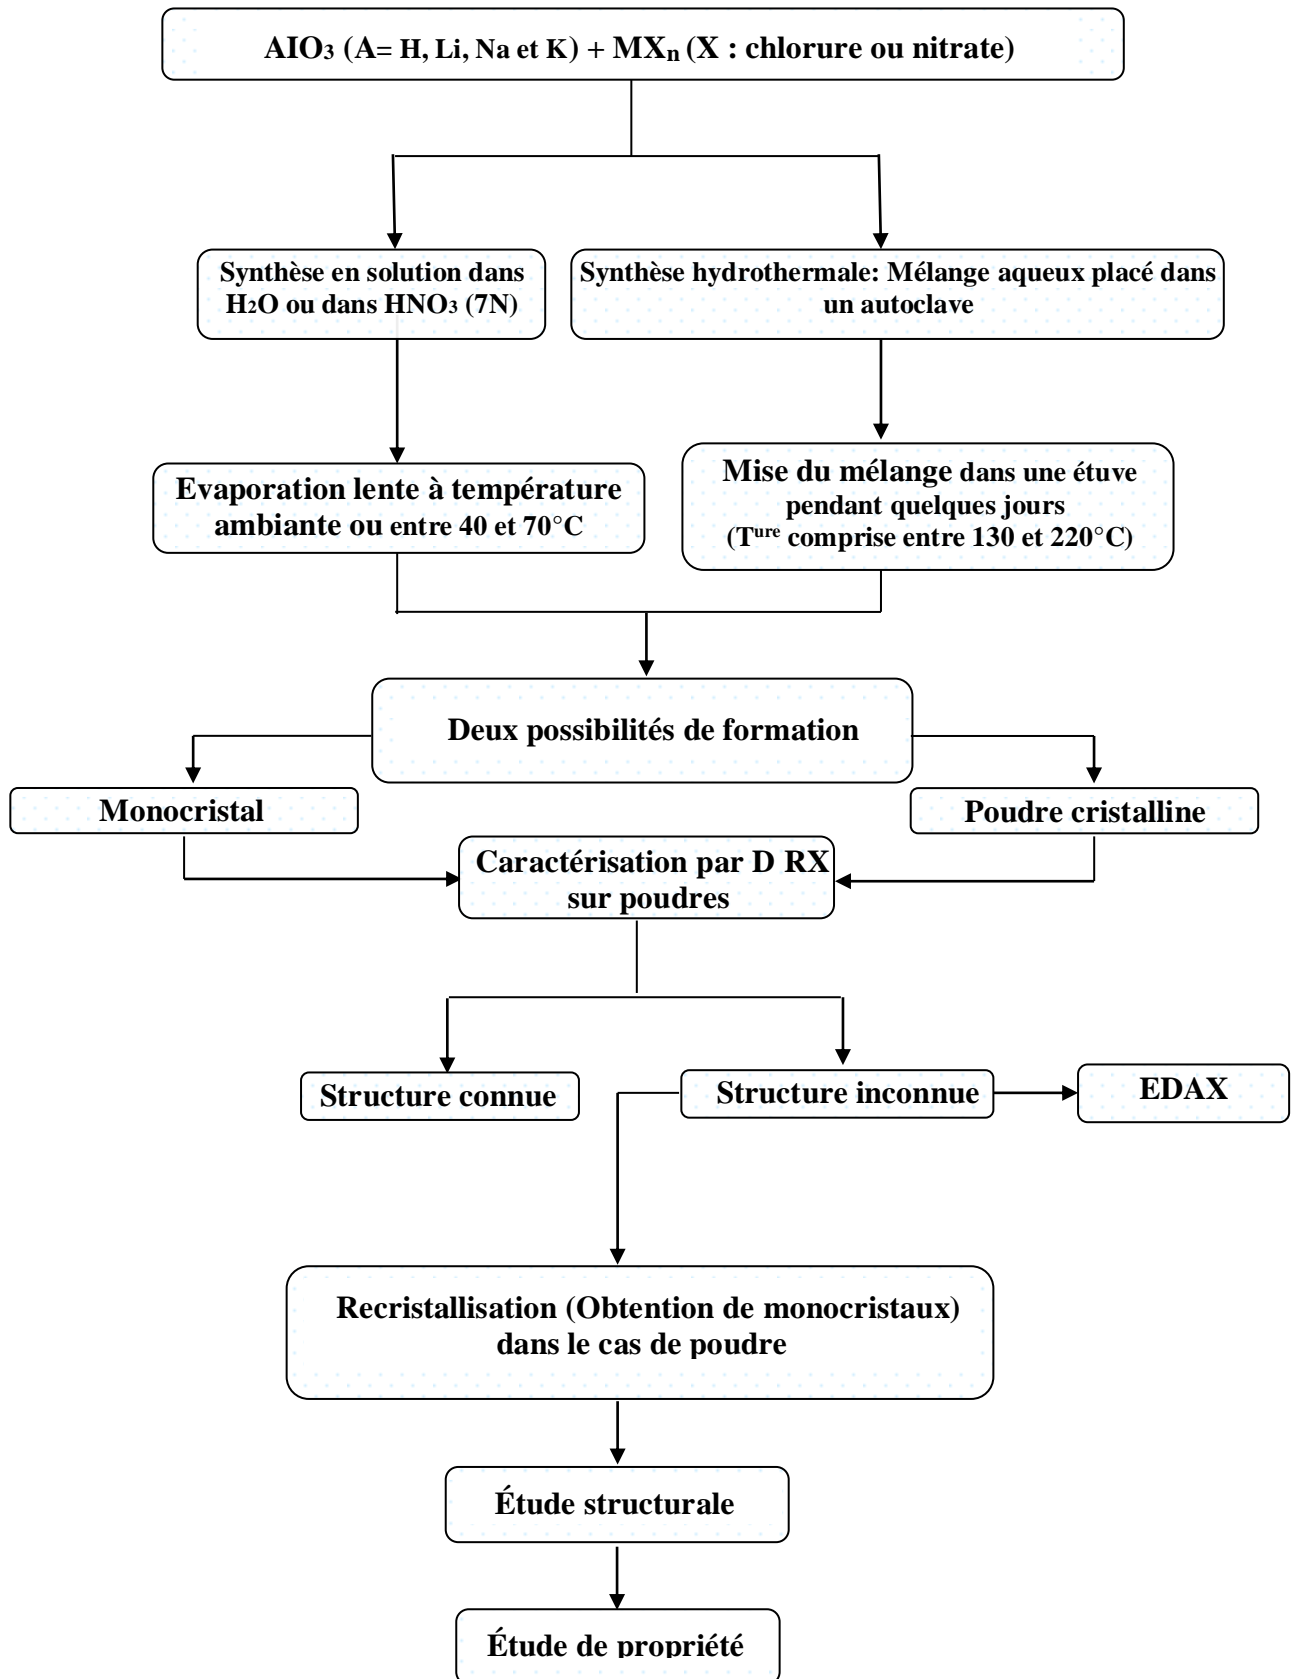 AIO₃ (A= H, Li, Na et K) + MXₙ (X : chlorure ou nitrate)
Synthèse en solution dans
H₂O ou dans HNO₃ (7N)
Synthèse hydrothermale: Mélange aqueux placé dans
un autoclave
Evaporation lente à température
ambiante ou entre 40 et 70°C
Mise du mélange dans une étuve
pendant quelques jours
(Tᵘʳᵉ comprise entre 130 et 220°C)
Deux possibilités de formation
Monocristal
Poudre cristalline
Caractérisation par D RX
sur poudres
Structure connue
Structure inconnue
EDAX
Recristallisation (Obtention de monocristaux)
dans le cas de poudre
Étude structurale
Étude de propriété